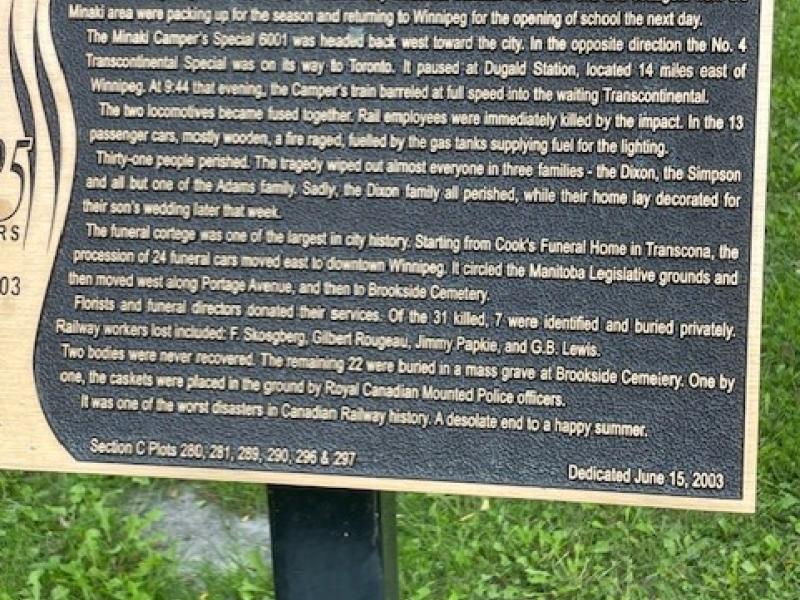 Minaki area were packing up for the season and returning to Winnipeg for the opening of school the next day.
The Minaki Camper's Special 6001 was headed back west toward the city. In the opposite direction the No. 4
Transcontinental Special was on its way to Toronto. It paused at Dugald Station, located 14 miles east of
Winnipeg. At 9:44 that evening, the Camper's train barreled at full speed into the waiting Transcontinental.
The two locomotives became fused together. Rail employees were immediately killed by the impact. In the 13
passenger cars, mostly wooden, a fire raged, fuelled by the gas tanks supplying fuel for the lighting.
Thirty-one people perished. The tragedy wiped out almost everyone in three families - the Dixon, the Simpson
and all but one of the Adams family. Sadly, the Dixon family all perished, while their home lay decorated for
their son's wedding later that week.
The funeral cortege was one of the largest in city history. Starting from Cook's Funeral Home in Transcona, the
procession of 24 funeral cars moved east to downtown Winnipeg. It circled the Manitoba Legislative grounds and
then moved west along Portage Avenue, and then to Brookside Cemetery.
Florists and funeral directors donated their services. Of the 31 killed, 7 were identified and buried privately.
Railway workers lost included: F. Skosgberg, Gilbert Rougeau, Jimmy Papkie, and G.B. Lewis.
Two bodies were never recovered. The remaining 22 were buried in a mass grave at Brookside Cemetery. One by
one, the caskets were placed in the ground by Royal Canadian Mounted Police officers.
It was one of the worst disasters in Canadian Railway history. A desolate end to a happy summer.
Section C Plots 280, 281, 289, 290, 296 & 297
Dedicated June 15, 2003
5
RS
03